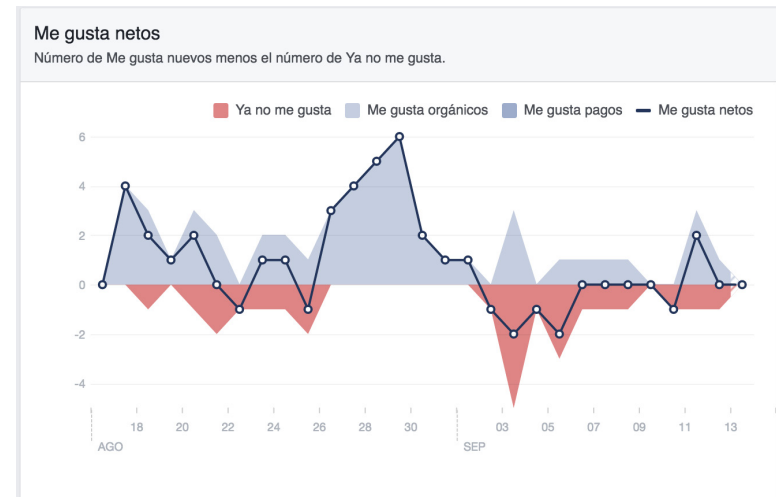 Me gusta netos
Número de Me gusta nuevos menos el número de Ya no me gusta.
Ya no me gusta Me gusta orgánicos Me gusta pagos Me gusta netos
6
4
2
0
-2
-4
18 20 22 24 26 28 30 03 05 07 09 11 13
AGO SEP